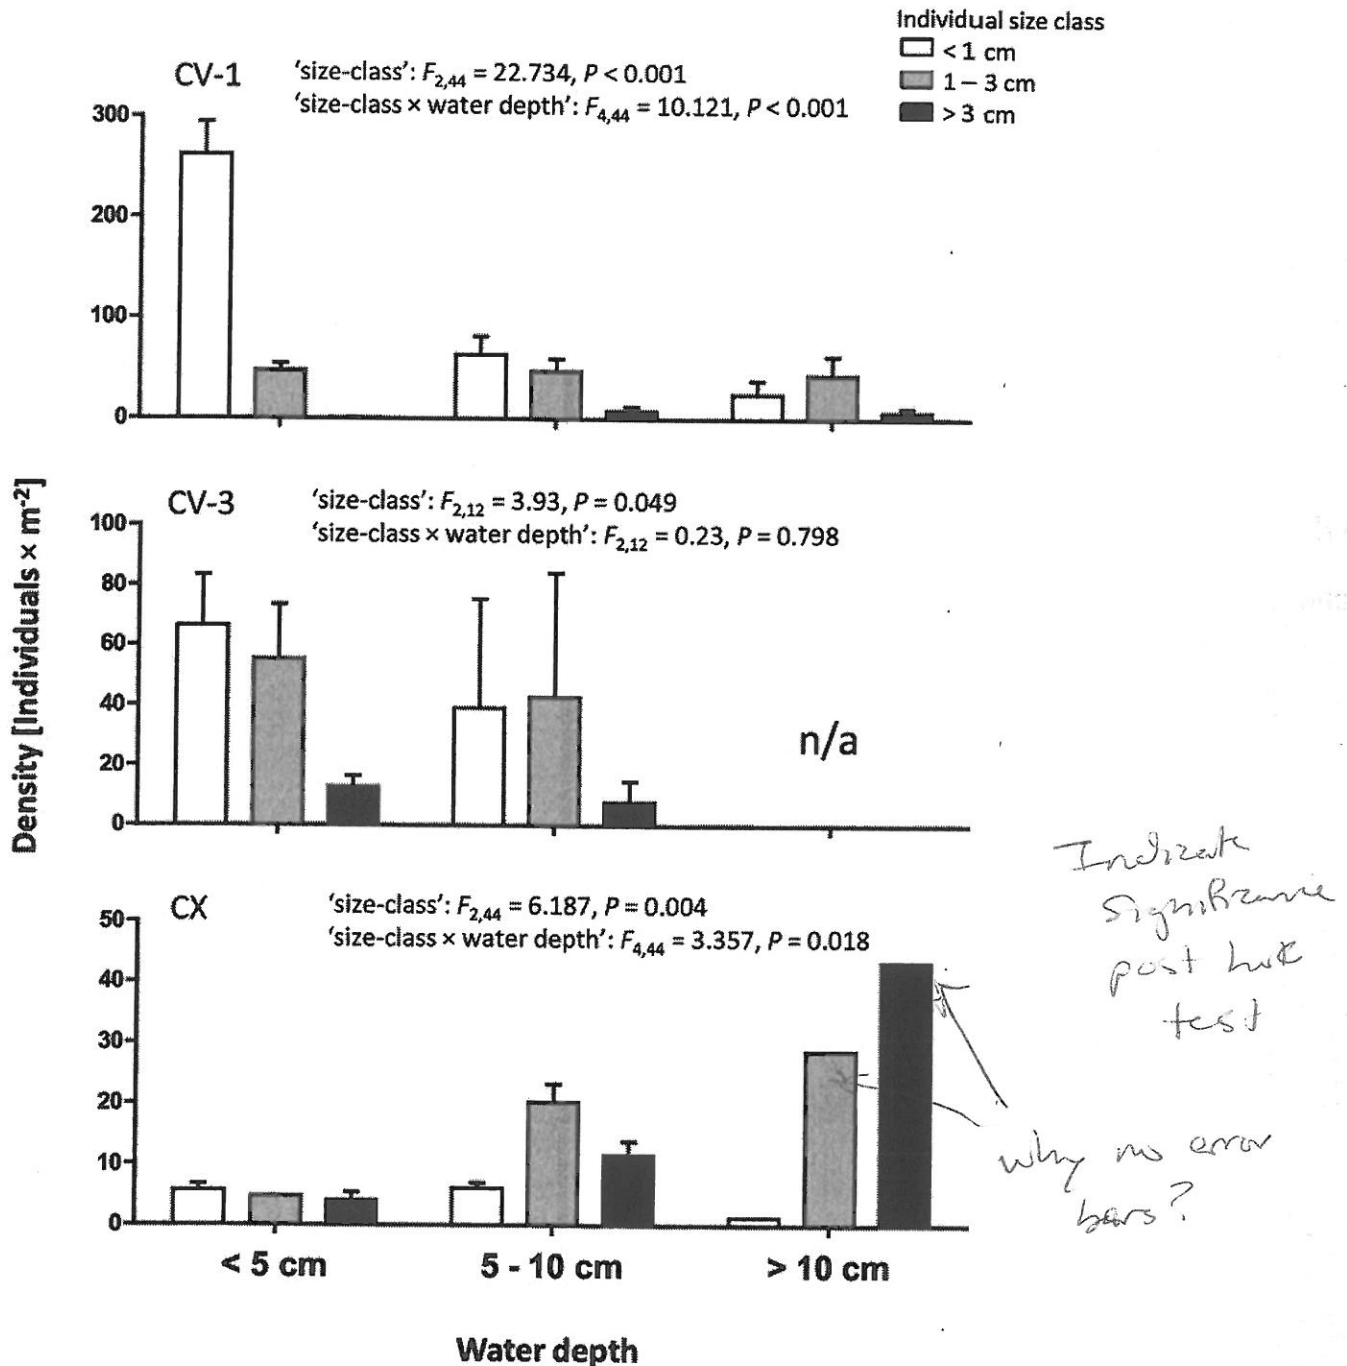 Individual size class
< 1 cm
1 – 3 cm
> 3 cm
CV-1
'size-class': F2,44 = 22.734, P < 0.001
'size-class × water depth': F4,44 = 10.121, P < 0.001
300
200
100
0
CV-3
'size-class': F2,12 = 3.93, P = 0.049
'size-class × water depth': F2,12 = 0.23, P = 0.798
100
80
60
40
20
0
n/a
Density [Individuals × m-2]
CX
'size-class': F2,44 = 6.187, P = 0.004
'size-class × water depth': F4,44 = 3.357, P = 0.018
50
40
30
20
10
0
Indicate
Significance
post hoc
test
why no error
bars?
< 5 cm
5 - 10 cm
> 10 cm
Water depth